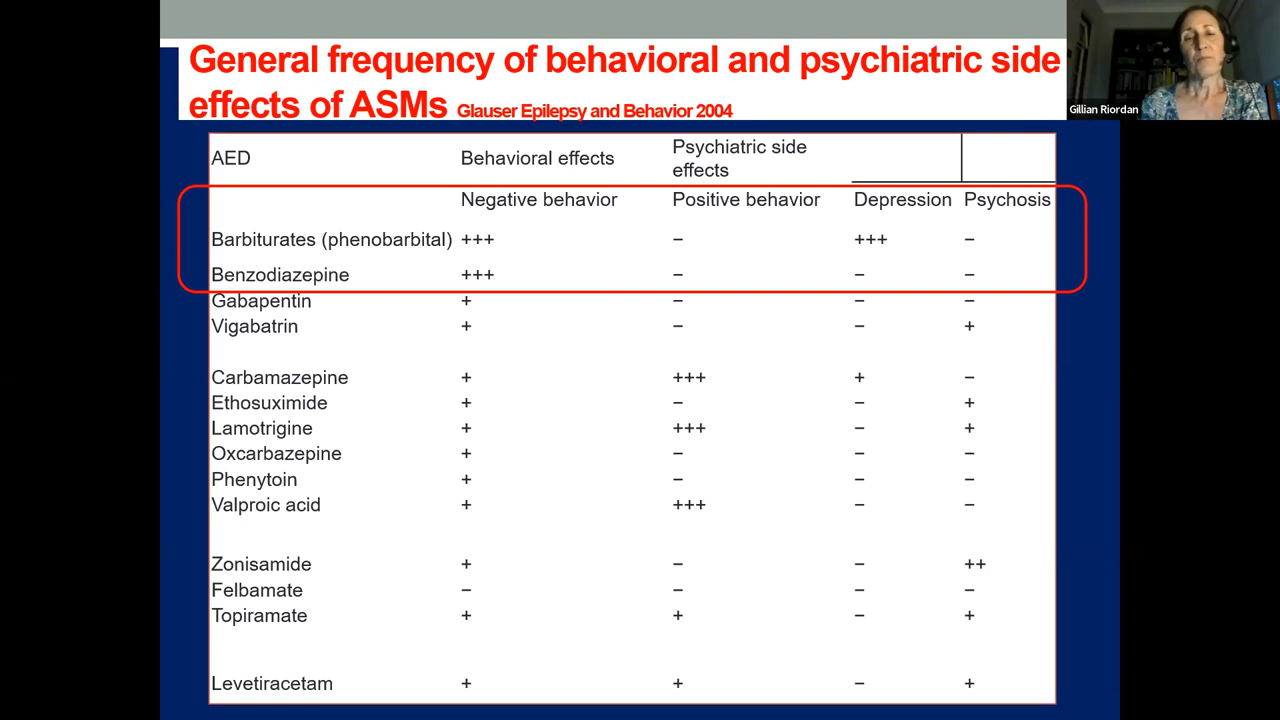 General frequency of behavioral and psychiatric side
effects of ASMs Glauser Epilepsy and Behavior 2004
Gillian Riordan
AED Behavioral effects Psychiatric side effects
Negative behavior Positive behavior Depression Psychosis
Barbiturates (phenobarbital) +++ – +++ –
Benzodiazepine +++ – – –
Gabapentin + – – –
Vigabatrin + – – +
Carbamazepine + +++ + –
Ethosuximide + – – +
Lamotrigine + +++ – +
Oxcarbazepine + – – –
Phenytoin + – – –
Valproic acid + +++ – –
Zonisamide + – – ++
Felbamate – – – –
Topiramate + + – +
Levetiracetam + + – +